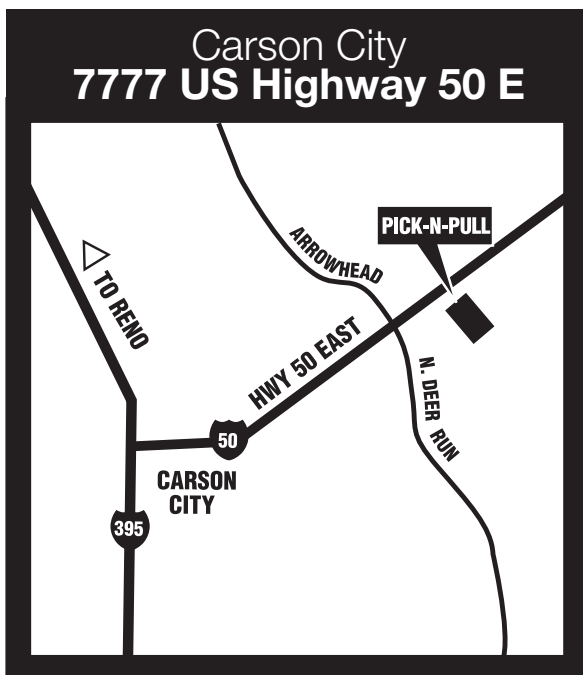 Carson City
7777 US Highway 50 E
PICK-N-PULL
ARROWHEAD
TO RENO
HWY 50 EAST
N. DEER RUN
50
CARSON
CITY
395